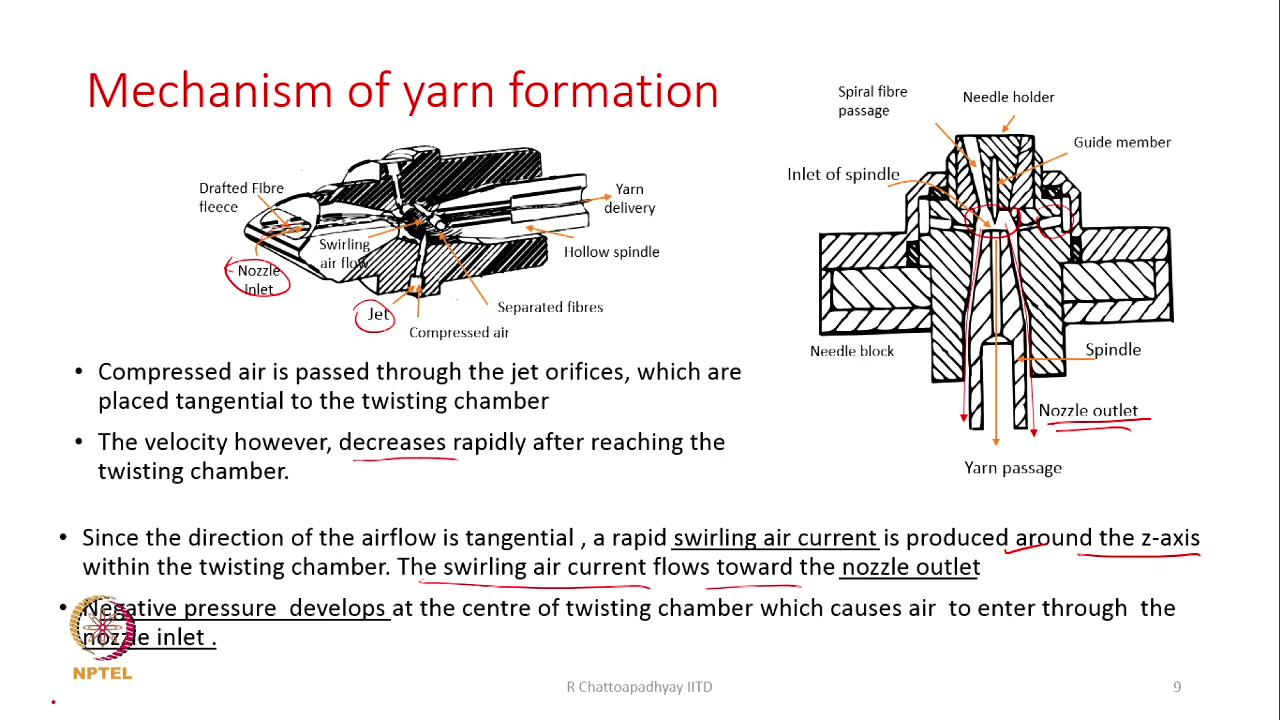 Mechanism of yarn formation
Drafted Fibre
fleece
Nozzle
Inlet
Swirling
air flow
Jet
Compressed air
Separated fibres
Hollow spindle
Yarn
delivery
Spiral fibre
passage
Needle holder
Guide member
Inlet of spindle
Needle block
Spindle
Nozzle outlet
Yarn passage
• Compressed air is passed through the jet orifices, which are
placed tangential to the twisting chamber
• The velocity however, decreases rapidly after reaching the
twisting chamber.
• Since the direction of the airflow is tangential , a rapid swirling air current is produced around the z-axis
within the twisting chamber. The swirling air current flows toward the nozzle outlet
• Negative pressure develops at the centre of twisting chamber which causes air to enter through the
nozzle inlet .
NPTEL
R Chattoapadhyay IITD
9